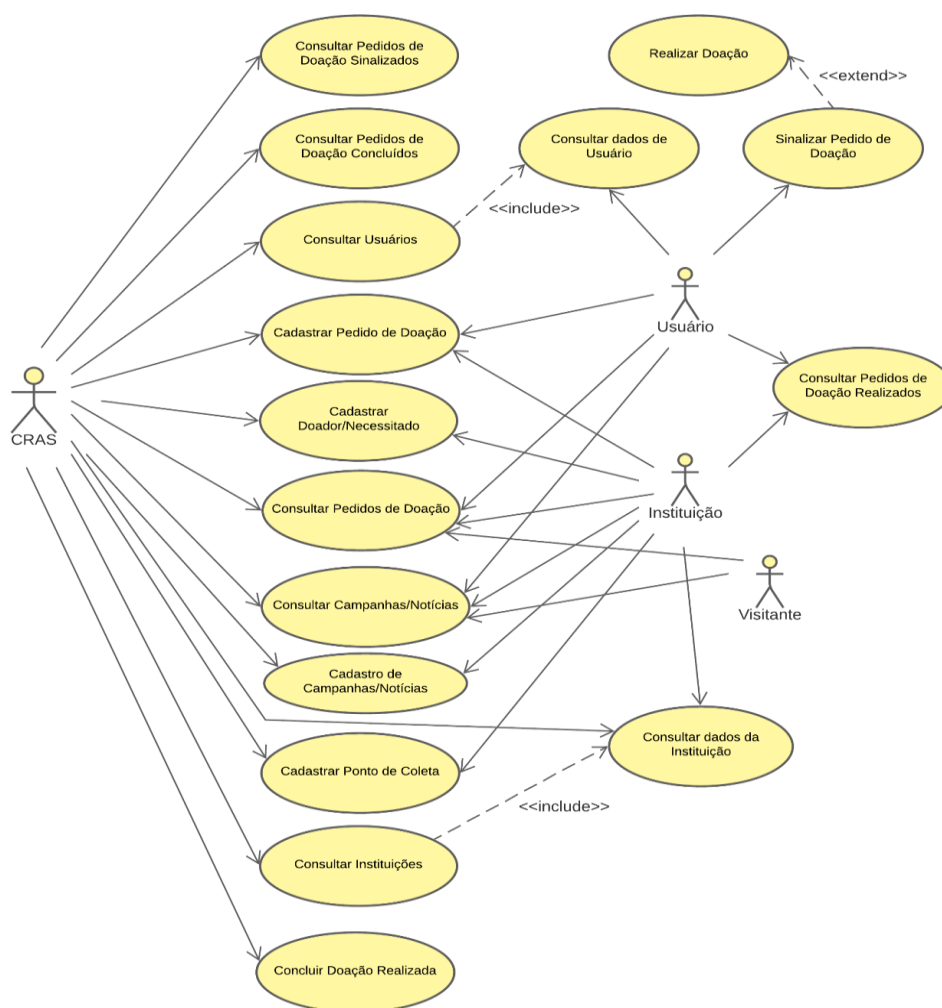 Consultar Pedidos de
Doação Sinalizados
Realizar Doação
<<extend>>
Consultar Pedidos de
Doação Concluídos
Consultar dados de
Usuário
Sinalizar Pedido de
Doação
<<include>>
Consultar Usuários
Usuário
Cadastrar Pedido de Doação
Consultar Pedidos de
Doação Realizados
CRAS
Cadastrar
Doador/Necessitado
Consultar Pedidos de Doação
Instituição
Consultar Campanhas/Notícias
Visitante
Cadastro de
Campanhas/Notícias
Consultar dados da
Instituição
Cadastrar Ponto de Coleta
<<include>>
Consultar Instituições
Concluir Doação Realizada